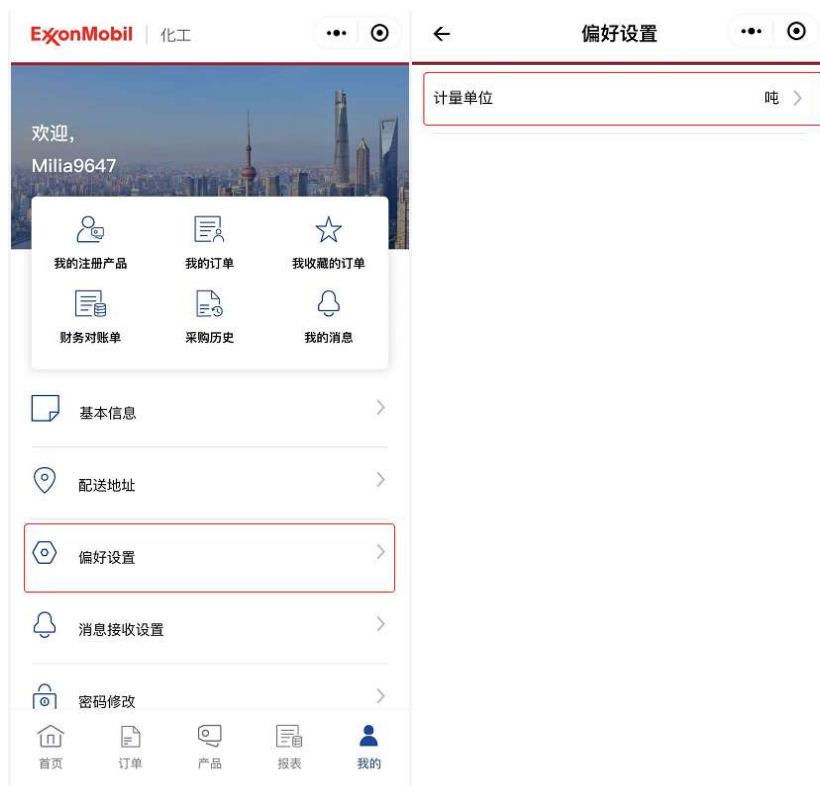 ExxonMobil 化工
欢迎,
Milia9647
我的注册产品 我的订单 我收藏的订单
财务对账单 采购历史 我的消息
基本信息
配送地址
偏好设置
消息接收设置
密码修改
首页 订单 产品 报表 我的
偏好设置
计量单位 吨